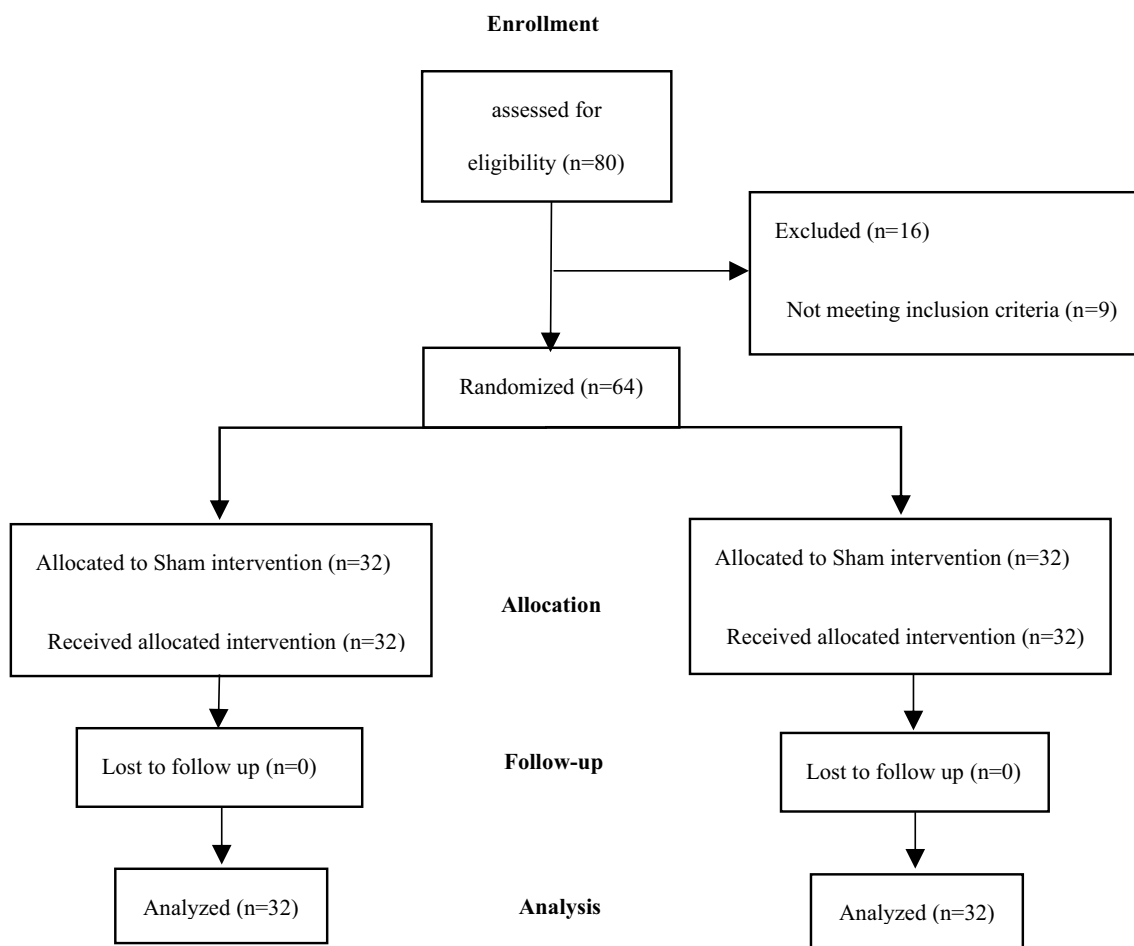 Enrollment
assessed for
eligibility (n=80)
Excluded (n=16)
Not meeting inclusion criteria (n=9)
Randomized (n=64)
Allocated to Sham intervention (n=32)
Received allocated intervention (n=32)
Allocation
Allocated to Sham intervention (n=32)
Received allocated intervention (n=32)
Lost to follow up (n=0)
Follow-up
Lost to follow up (n=0)
Analyzed (n=32)
Analysis
Analyzed (n=32)